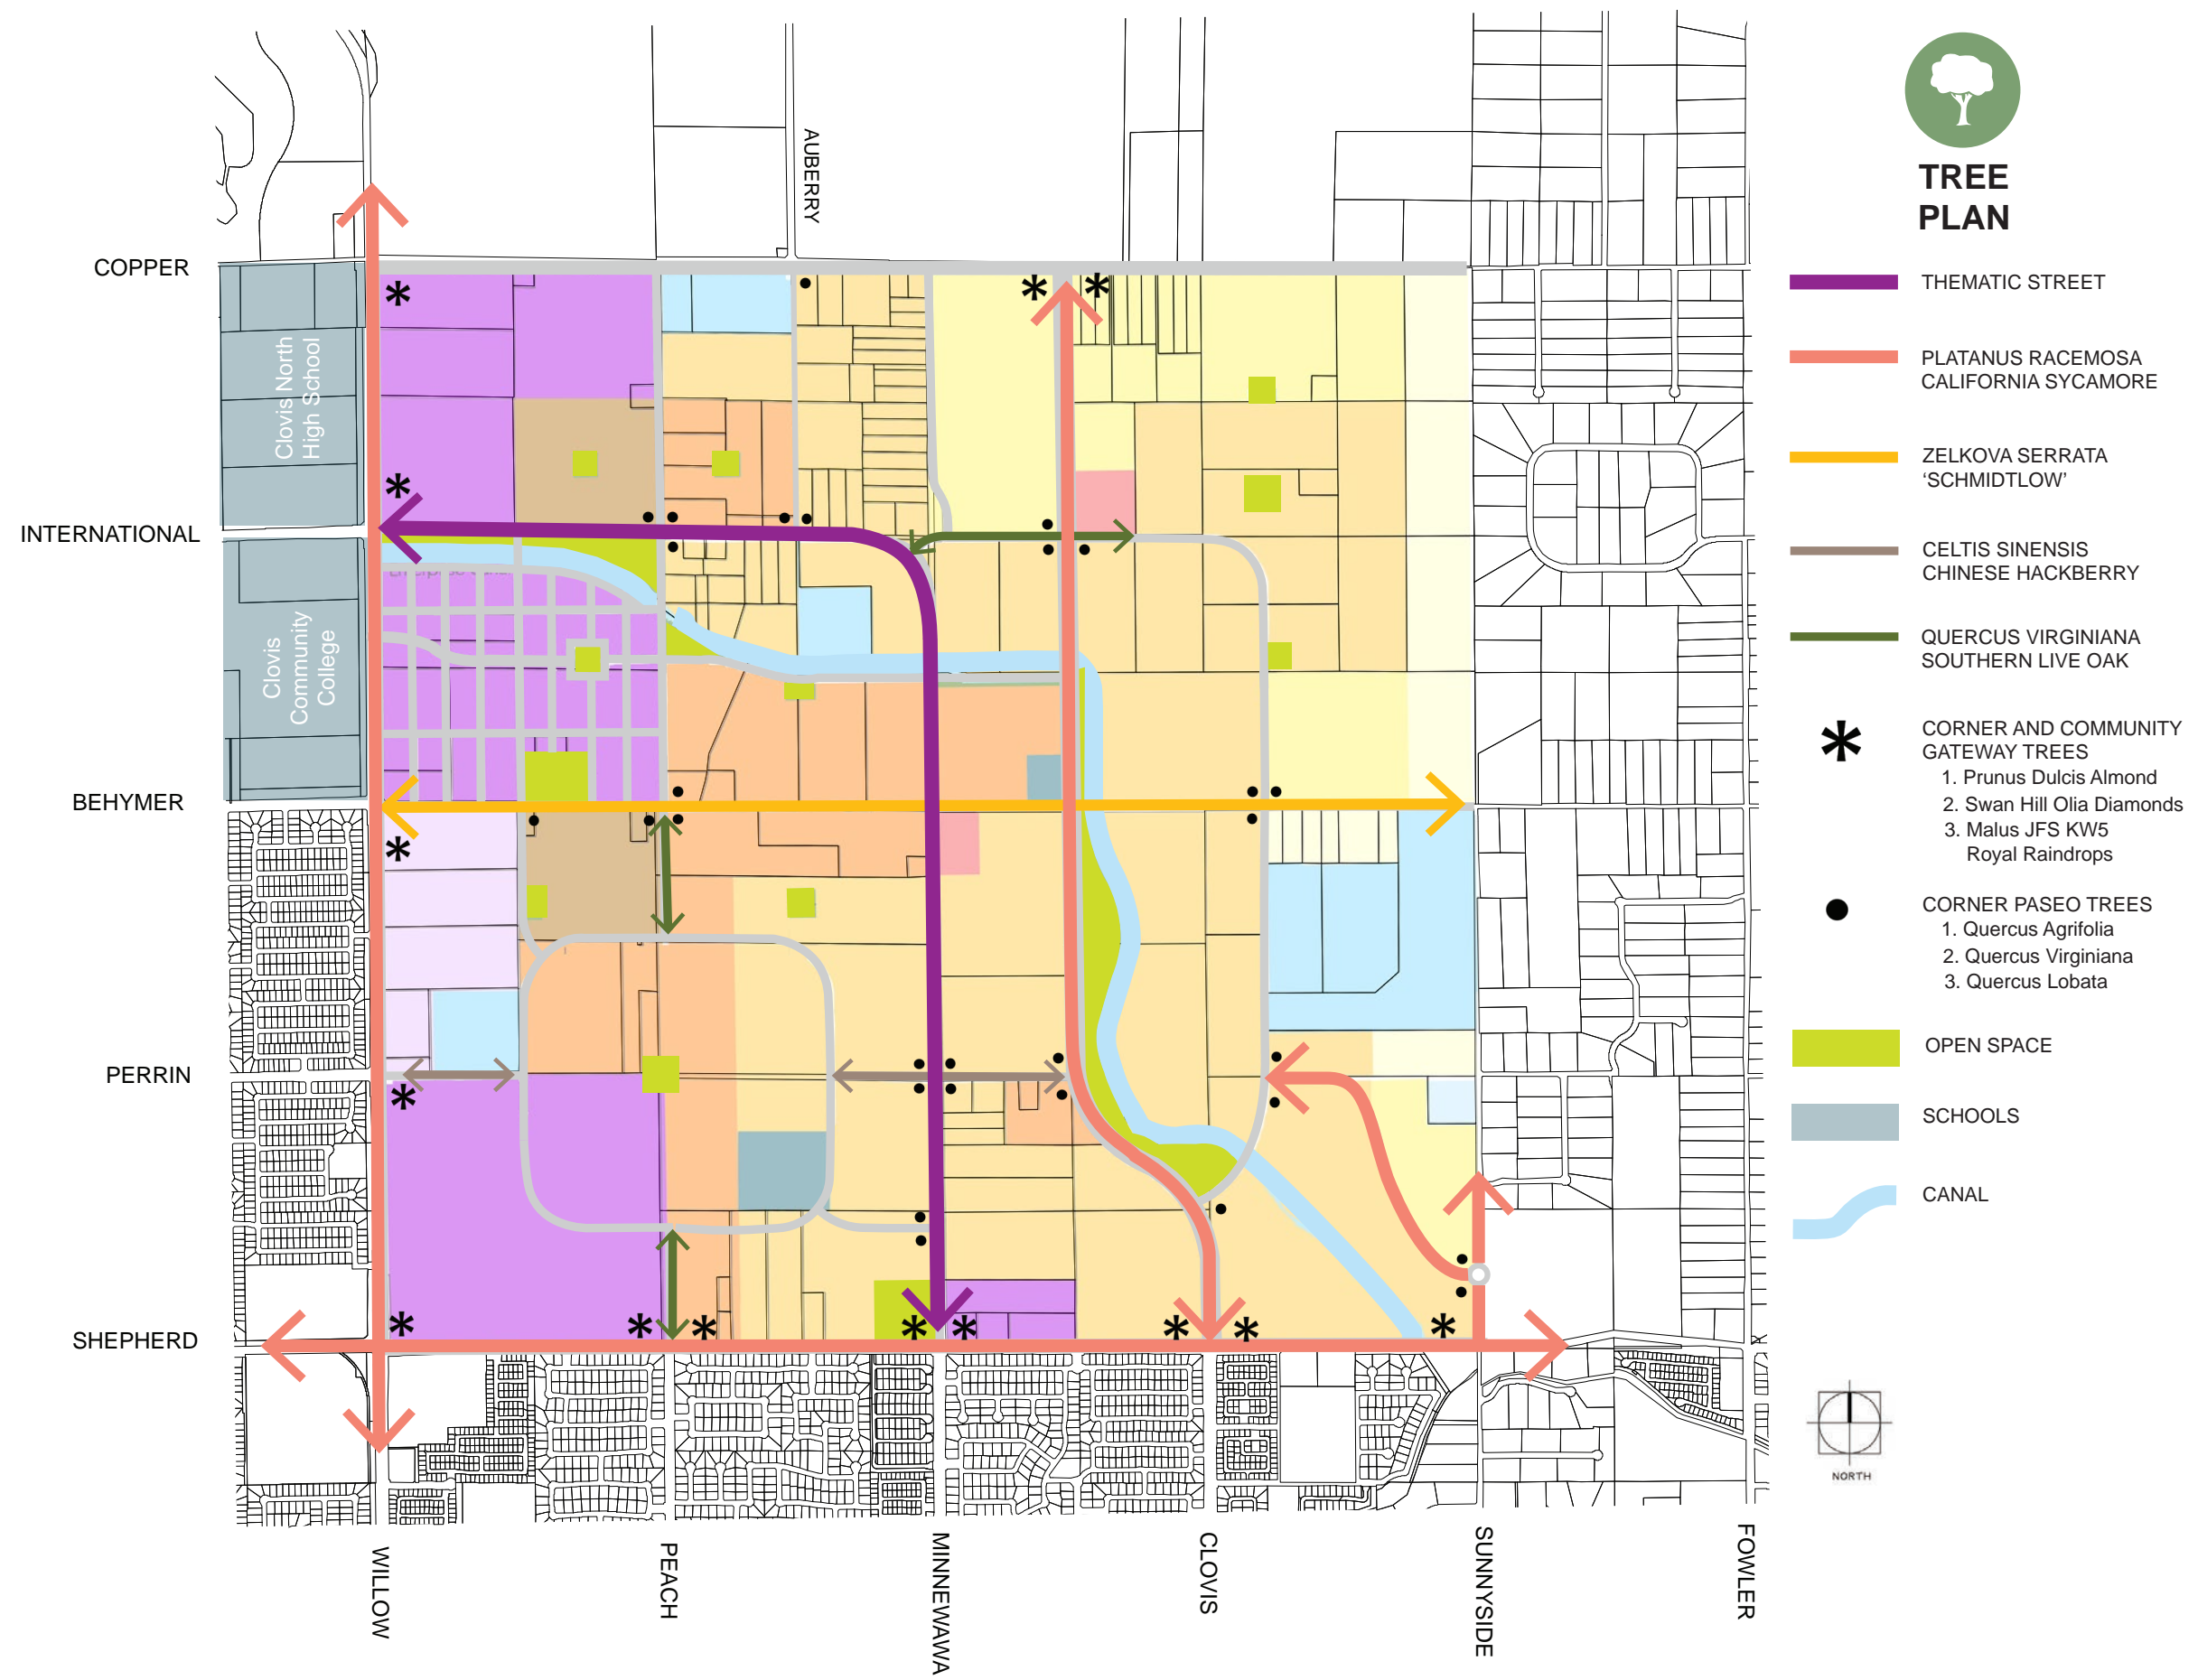 TREE
PLAN
AUBERRY
COPPER
INTERNATIONAL
BEHYMER
PERRIN
SHEPHERD
Clovis North
High School
Clovis
Community
College
THEMATIC STREET
PLATANUS RACEMOSA
CALIFORNIA SYCAMORE
ZELKOVA SERRATA
‘SCHMIDTLOW’
CELTIS SINENSIS
CHINESE HACKBERRY
QUERCUS VIRGINIANA
SOUTHERN LIVE OAK
* CORNER AND COMMUNITY
GATEWAY TREES
1. Prunus Dulcis Almond
2. Swan Hill Olia Diamonds
3. Malus JFS KW5
Royal Raindrops
CORNER PASEO TREES
1. Quercus Agrifolia
2. Quercus Virginiana
3. Quercus Lobata
OPEN SPACE
SCHOOLS
CANAL
NORTH
WILLOW
PEACH
MINNEWAWA
CLOVIS
SUNNYSIDE
FOWLER